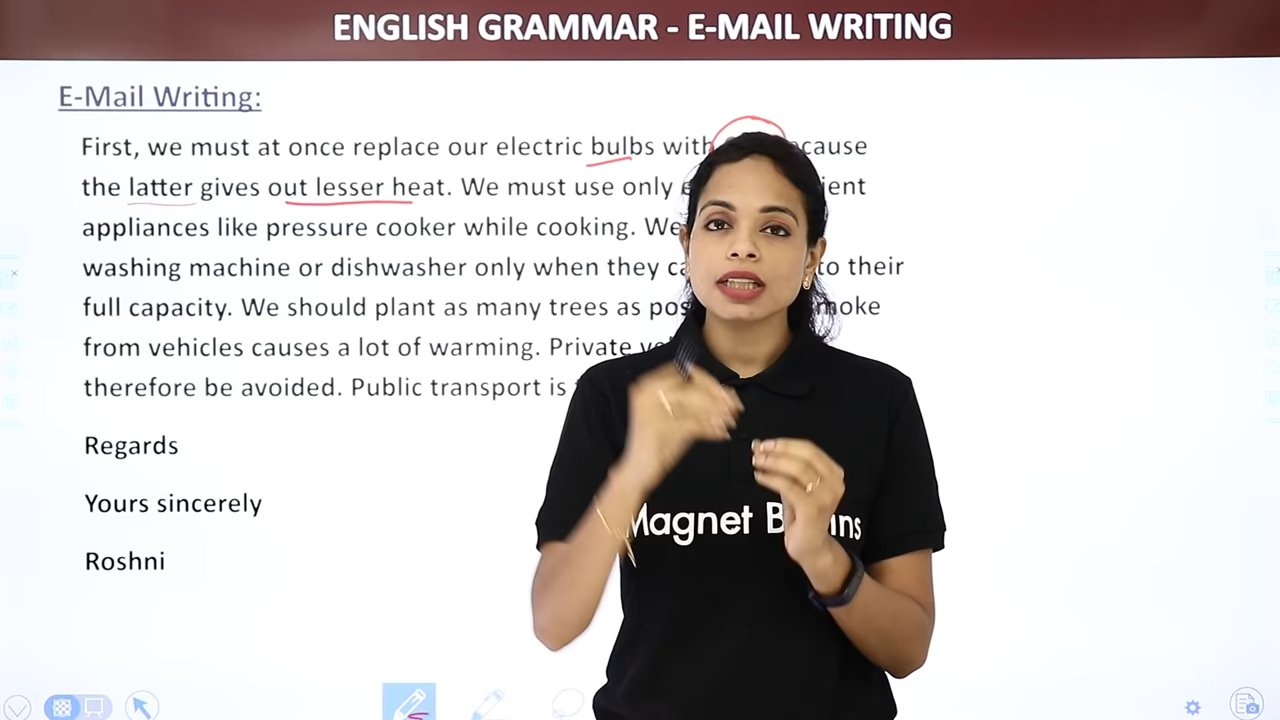 ENGLISH GRAMMAR - E-MAIL WRITING
E-Mail Writing:
First, we must at once replace our electric bulbs with
the latter gives out lesser heat. We must use only
appliances like pressure cooker while cooking. We
washing machine or dishwasher only when they to their
full capacity. We should plant as many trees as
from vehicles causes a lot of warming. Private
therefore be avoided. Public transport is
Regards
Yours sincerely
Roshni
Magnet